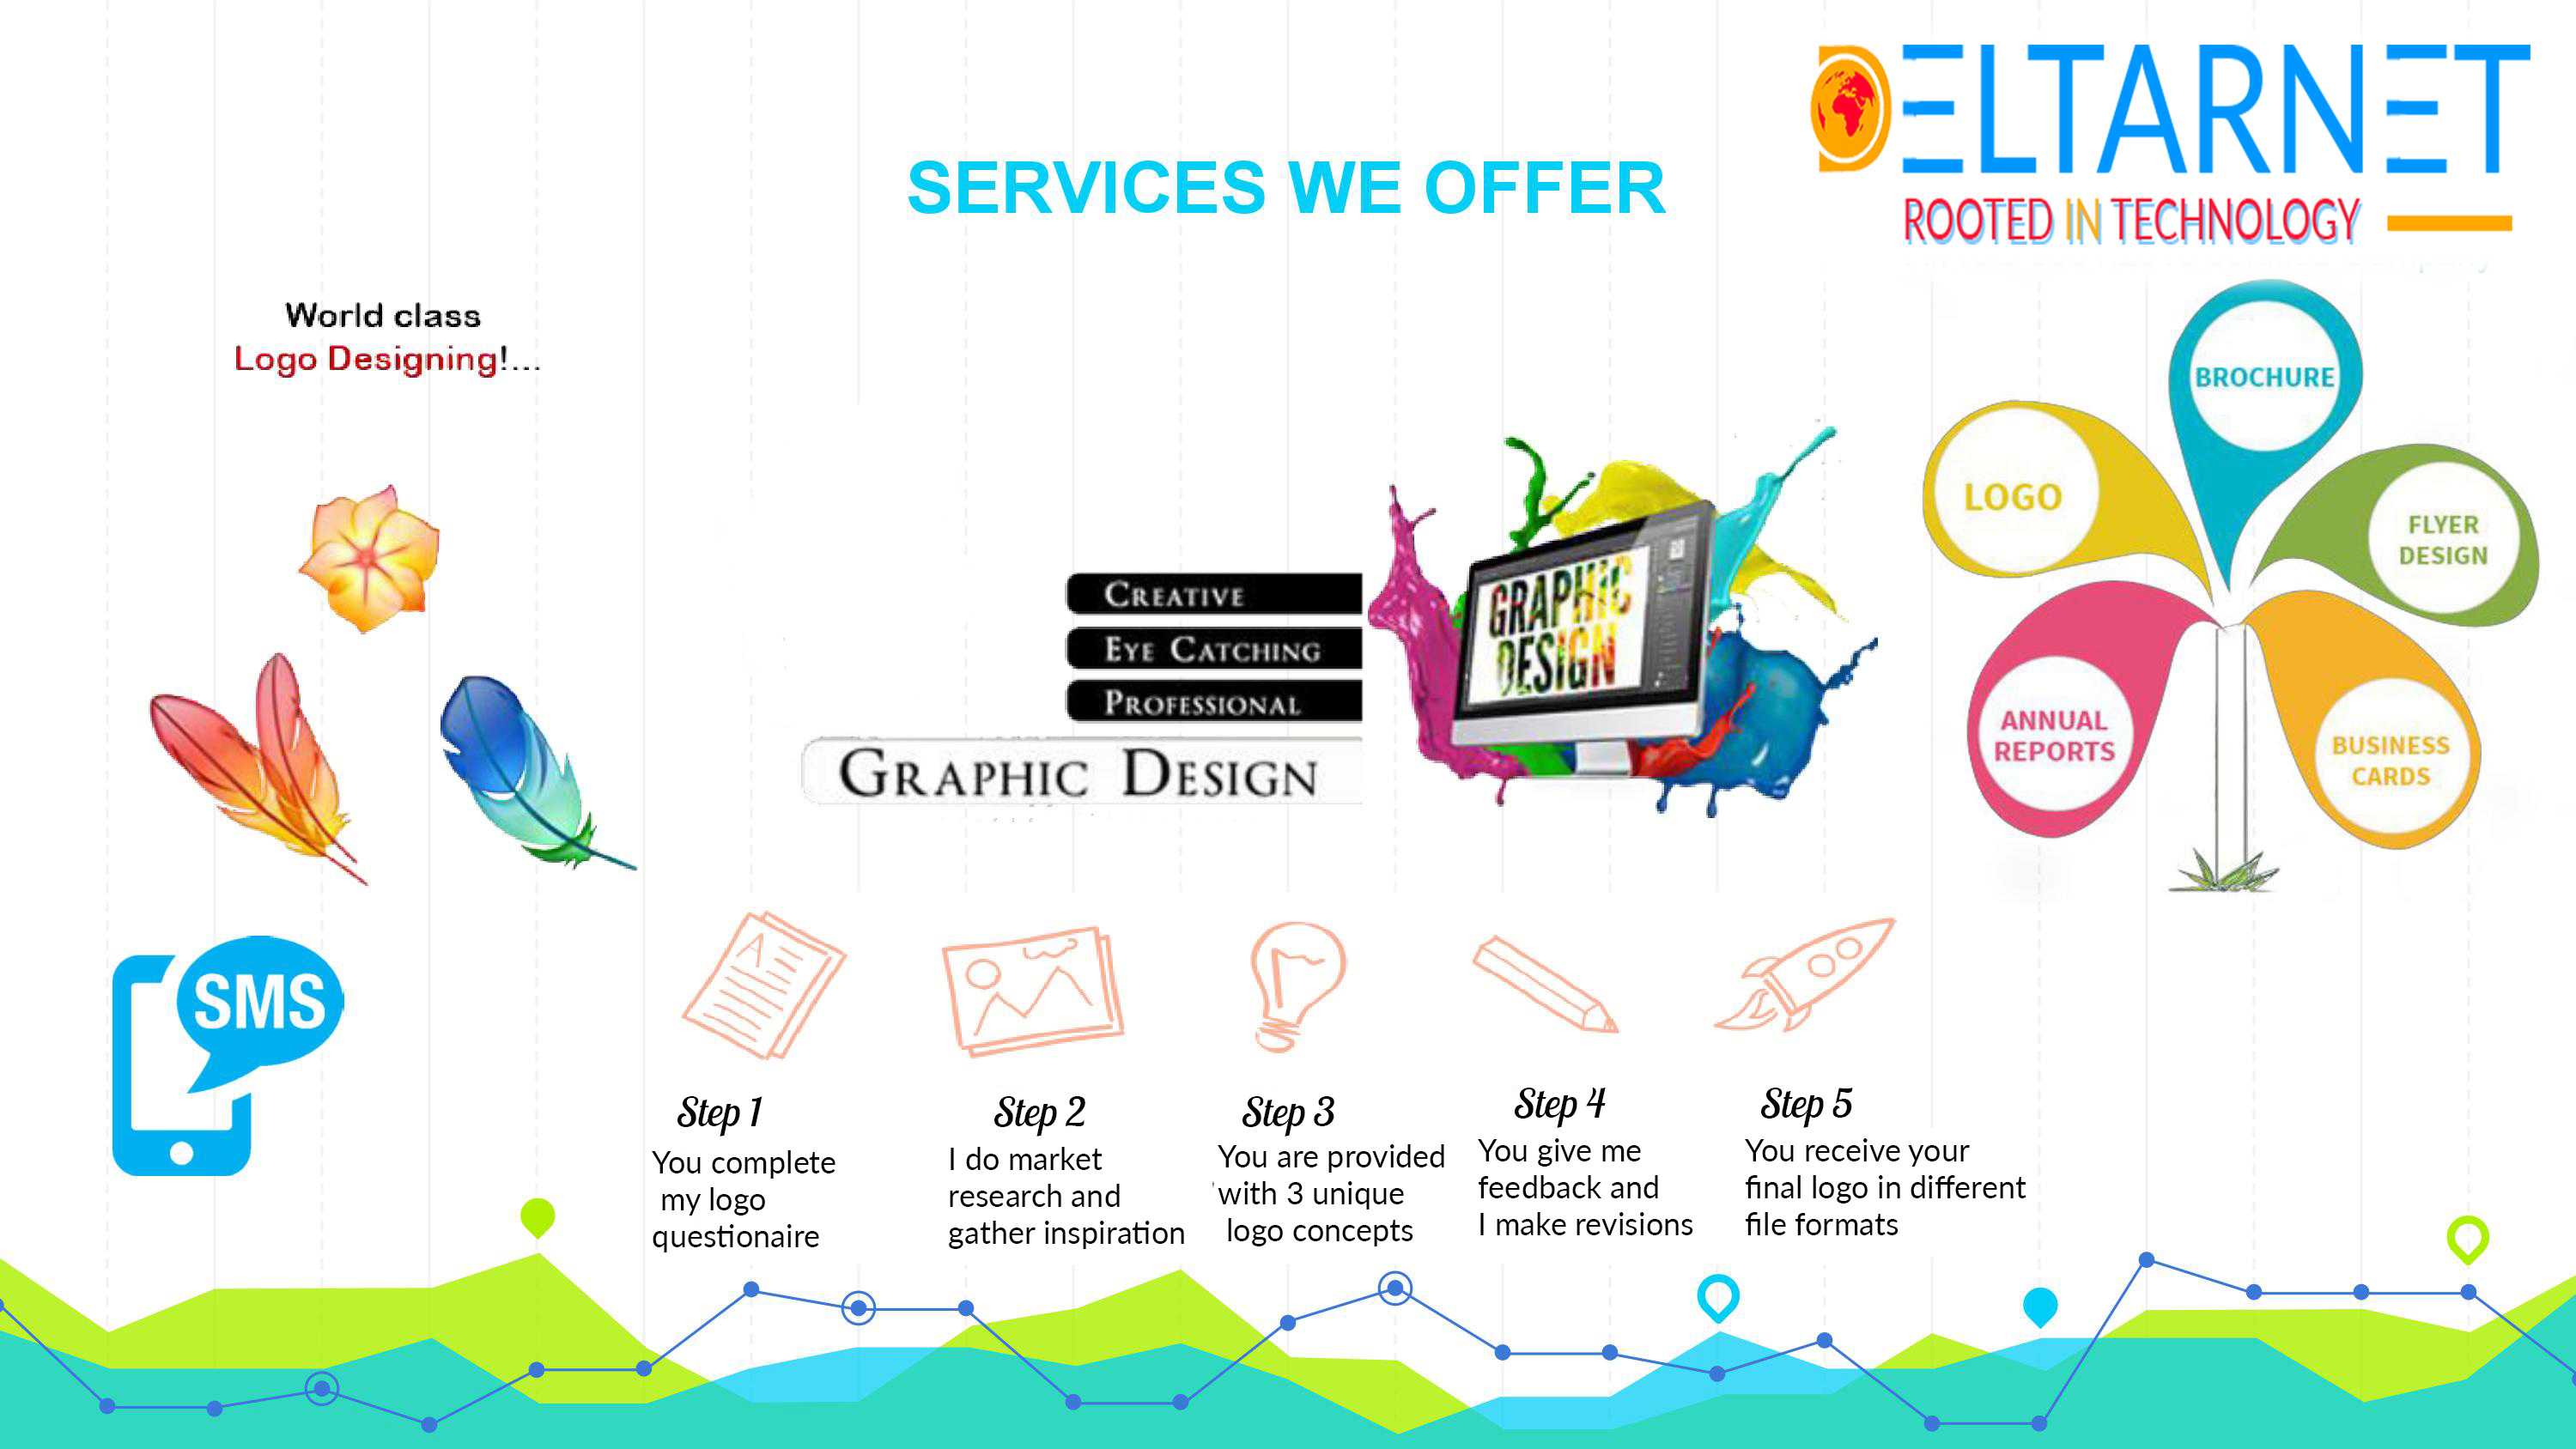 DELTARNET
ROOTED IN TECHNOLOGY
SERVICES WE OFFER
World class
Logo Designing!...
CREATIVE
EYE CATCHING
PROFESSIONAL
GRAPHIC DESIGN
GRAPHIC
DESIGN
BROCHURE
LOGO
FLYER
DESIGN
ANNUAL
REPORTS
BUSINESS
CARDS
SMS
Step 1
You complete
my logo
questionaire
Step 2
I do market
research and
gather inspiration
Step 3
You are provided
'with 3 unique
logo concepts
Step 4
You give me
feedback and
I make revisions
Step 5
You receive your
final logo in different
file formats